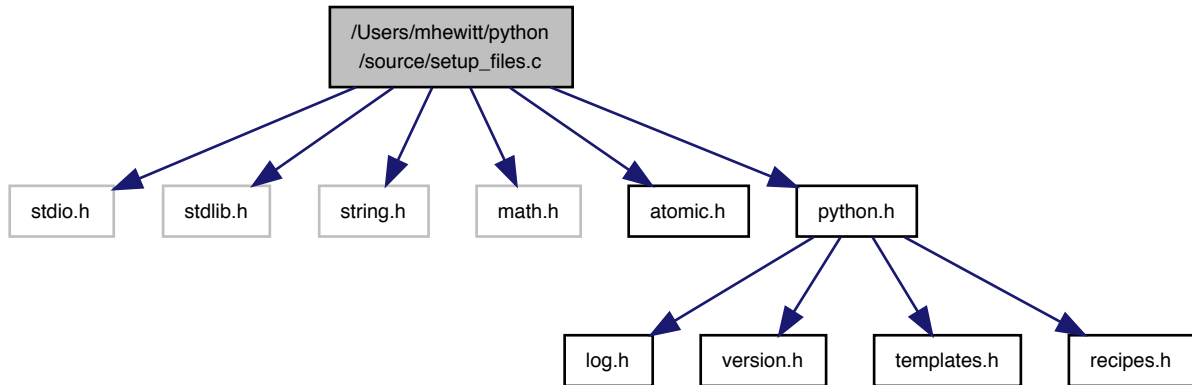 /Users/mhewitt/python
/source/setup_files.c
stdio.h
stdlib.h
string.h
math.h
atomic.h
python.h
log.h
version.h
templates.h
recipes.h